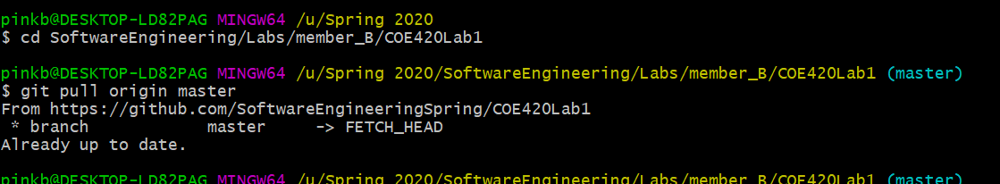 pinkb@DESKTOP-LD82PAG MINGW64 /u/Spring 2020
$ cd SoftwareEngineering/Labs/member_B/COE420Lab1
pinkb@DESKTOP-LD82PAG MINGW64 /u/Spring 2020/SoftwareEngineering/Labs/member_B/COE420Lab1 (master)
$ git pull origin master
From https://github.com/SoftwareEngineeringSpring/COE420Lab1
 * branch            master     -> FETCH_HEAD
Already up to date.
pinkb@DESKTOP-LD82PAG MINGW64 /u/Spring 2020/SoftwareEngineering/Labs/member_B/COE420Lab1 (master)